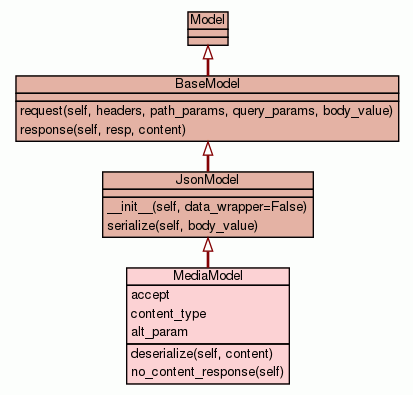 Model
BaseModel
request(self, headers, path_params, query_params, body_value)
response(self, resp, content)
JsonModel
__init__(self, data_wrapper=False)
serialize(self, body_value)
MediaModel
accept
content_type
alt_param
deserialize(self, content)
no_content_response(self)